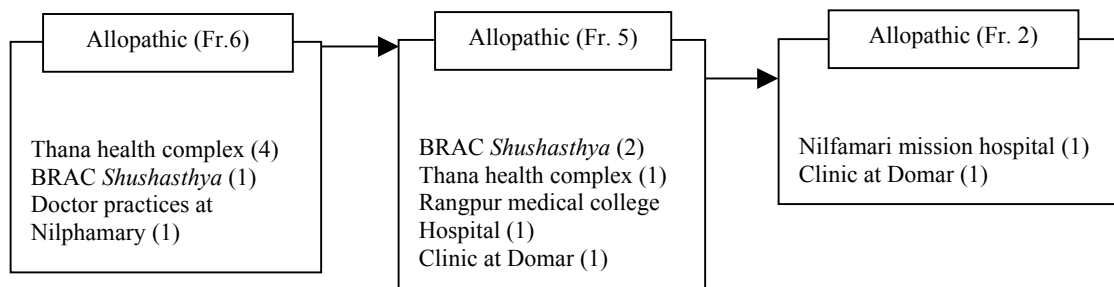 Allopathic (Fr.6)
Thana health complex (4)
BRAC Shushasthya (1)
Doctor practices at
Nilphamary (1)
Allopathic (Fr. 5)
BRAC Shushasthya (2)
Thana health complex (1)
Rangpur medical college
Hospital (1)
Clinic at Domar (1)
Allopathic (Fr. 2)
Nilfamari mission hospital (1)
Clinic at Domar (1)